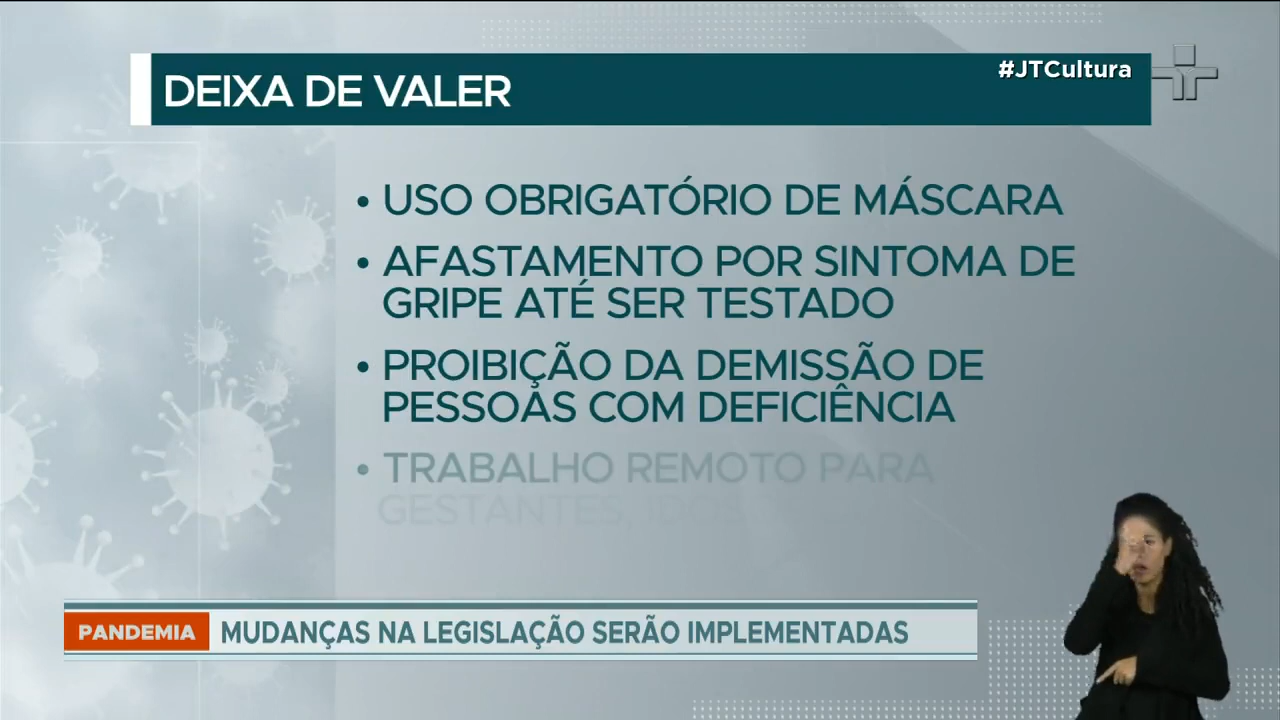 #JTCultura
DEIXA DE VALER
• USO OBRIGATÓRIO DE MÁSCARA
• AFASTAMENTO POR SINTOMA DE
GRIPE ATÉ SER TESTADO
• PROIBIÇÃO DA DEMISSÃO DE
PESSOAS COM DEFICIÊNCIA
• TRABALHO REMOTO PARA
GESTANTES,
PANDEMIA MUDANÇAS NA LEGISLAÇÃO SERÃO IMPLEMENTADAS